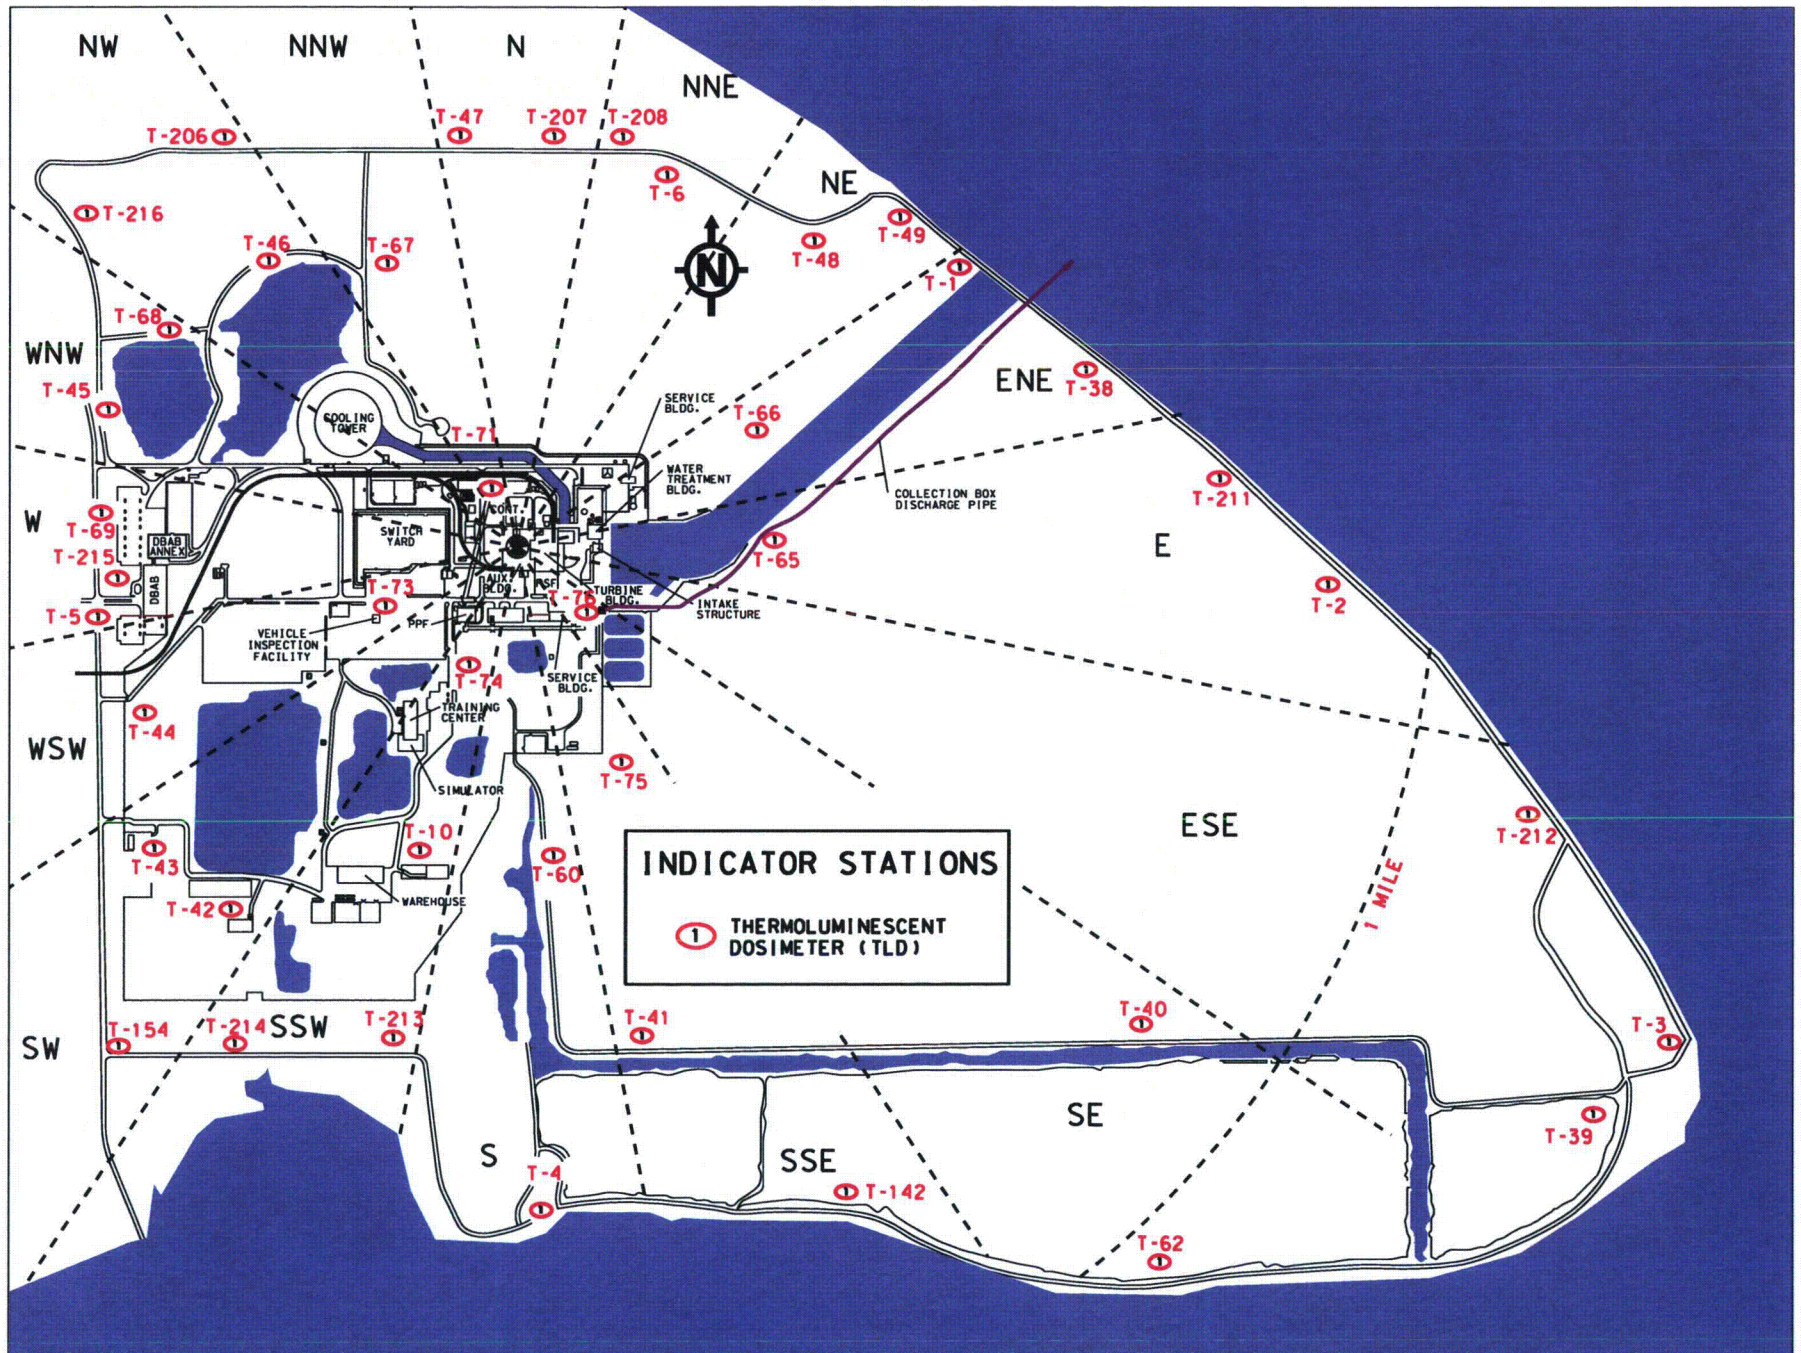 NW
NNW
N
NNE
T-47
T-207
T-208
T-206
T-6
NE
T-216
T-49
T-46
T-67
T-48
N
T-1
T-68
WNW
T-45
ENE
T-38
SERVICE
BLDG.
T-66
COOLING
TOWER
T-71
WATER
TREATMENT
BLDG.
COLLECTION BOX
DISCHARGE PIPE
T-211
W
T-69
CONT.
SWITCH
YARD
DBAB
ANNEX
T-65
E
T-215
AUX.
BLDG.
TURBINE
BLDG.
DBAB
T-73
T-76
INTAKE
STRUCTURE
T-2
T-5
PPF
VEHICLE
INSPECTION
FACILITY
T-74
SERVICE
BLDG.
TRAINING
CENTER
T-44
WSW
T-75
SIMULATOR
ESE
T-212
T-10
T-43
T-60
INDICATOR STATIONS
THERMOLUMINESCENT
DOSIMETER (TLD)
1 MILE
WAREHOUSE
T-42
T-154
T-214
SSW
T-213
T-41
T-40
T-3
SW
SE
T-39
S
T-4
SSE
T-142
T-62